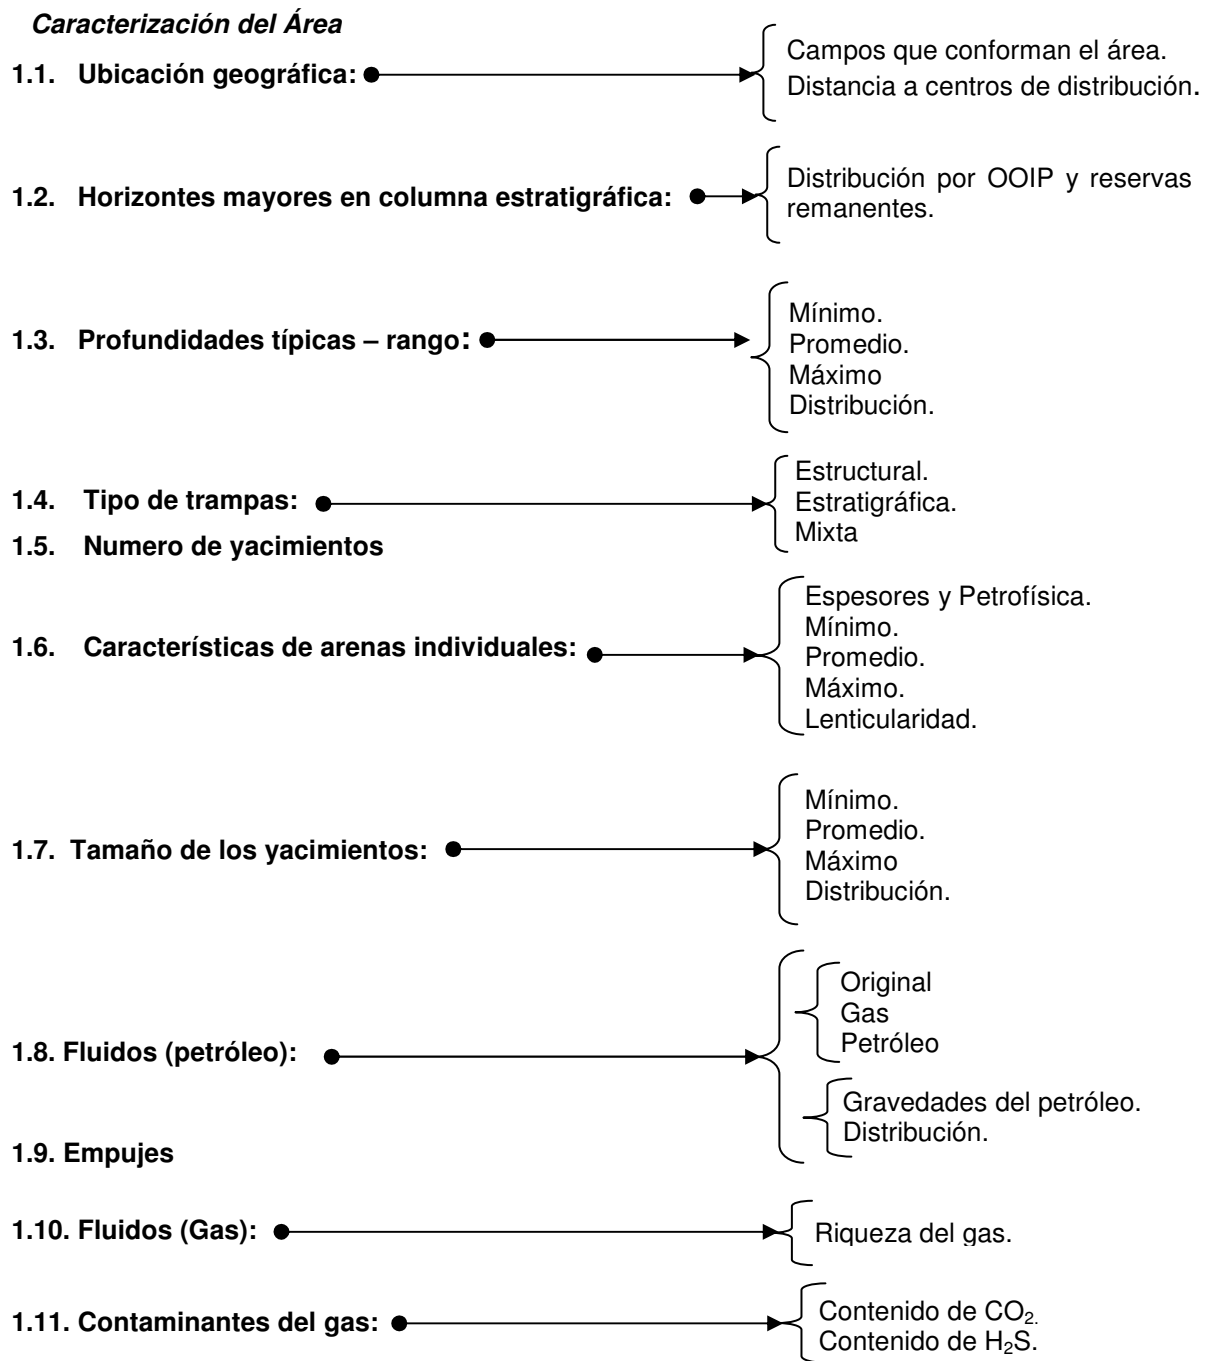 Caracterización del Área
1.1. Ubicación geográfica:
Campos que conforman el área.
Distancia a centros de distribución.
1.2. Horizontes mayores en columna estratigráfica:
Distribución por OOIP y reservas
remanentes.
1.3. Profundidades típicas – rango:
Mínimo.
Promedio.
Máximo
Distribución.
1.4. Tipo de trampas:
Estructural.
Estratigráfica.
Mixta
1.5. Numero de yacimientos
1.6. Características de arenas individuales:
Espesores y Petrofísica.
Mínimo.
Promedio.
Máximo.
Lenticularidad.
1.7. Tamaño de los yacimientos:
Mínimo.
Promedio.
Máximo
Distribución.
1.8. Fluidos (petróleo):
Original
Gas
Petróleo
Gravedades del petróleo.
Distribución.
1.9. Empujes
1.10. Fluidos (Gas):
Riqueza del gas.
1.11. Contaminantes del gas:
Contenido de CO₂.
Contenido de H₂S.